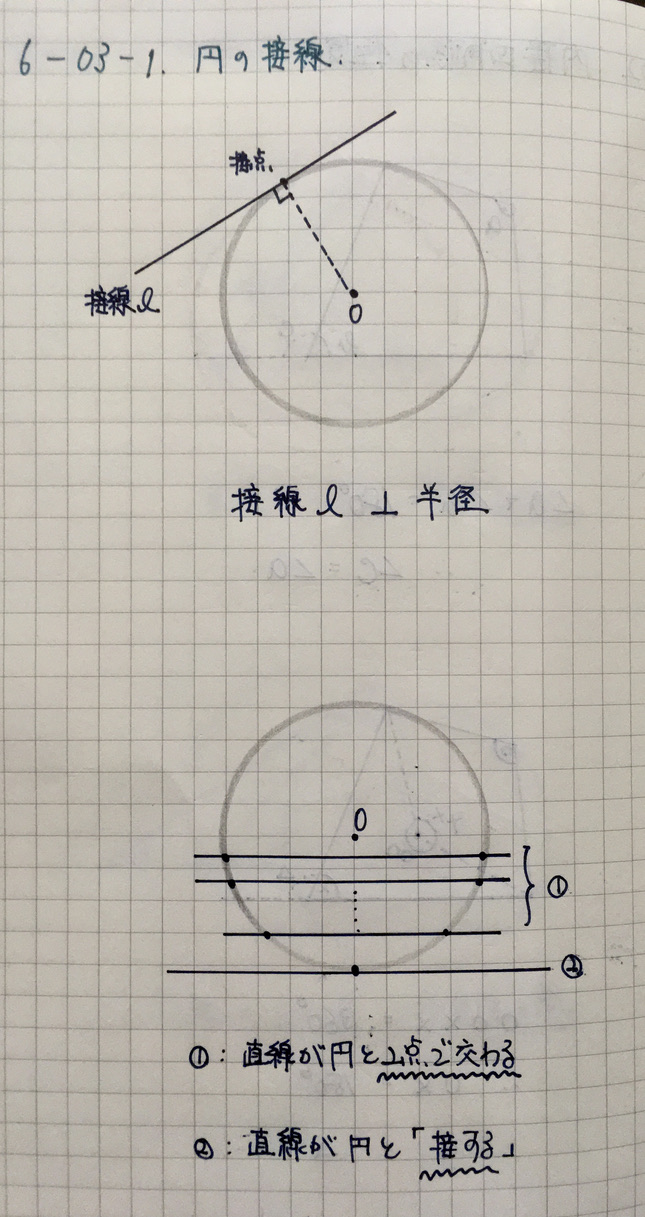 6-03-1. 円の接線.
接点.
接線l
O
接線 l ⊥ 半径
O
①
②
①: 直線が円と2点で交わる
②: 直線が円と「接する」